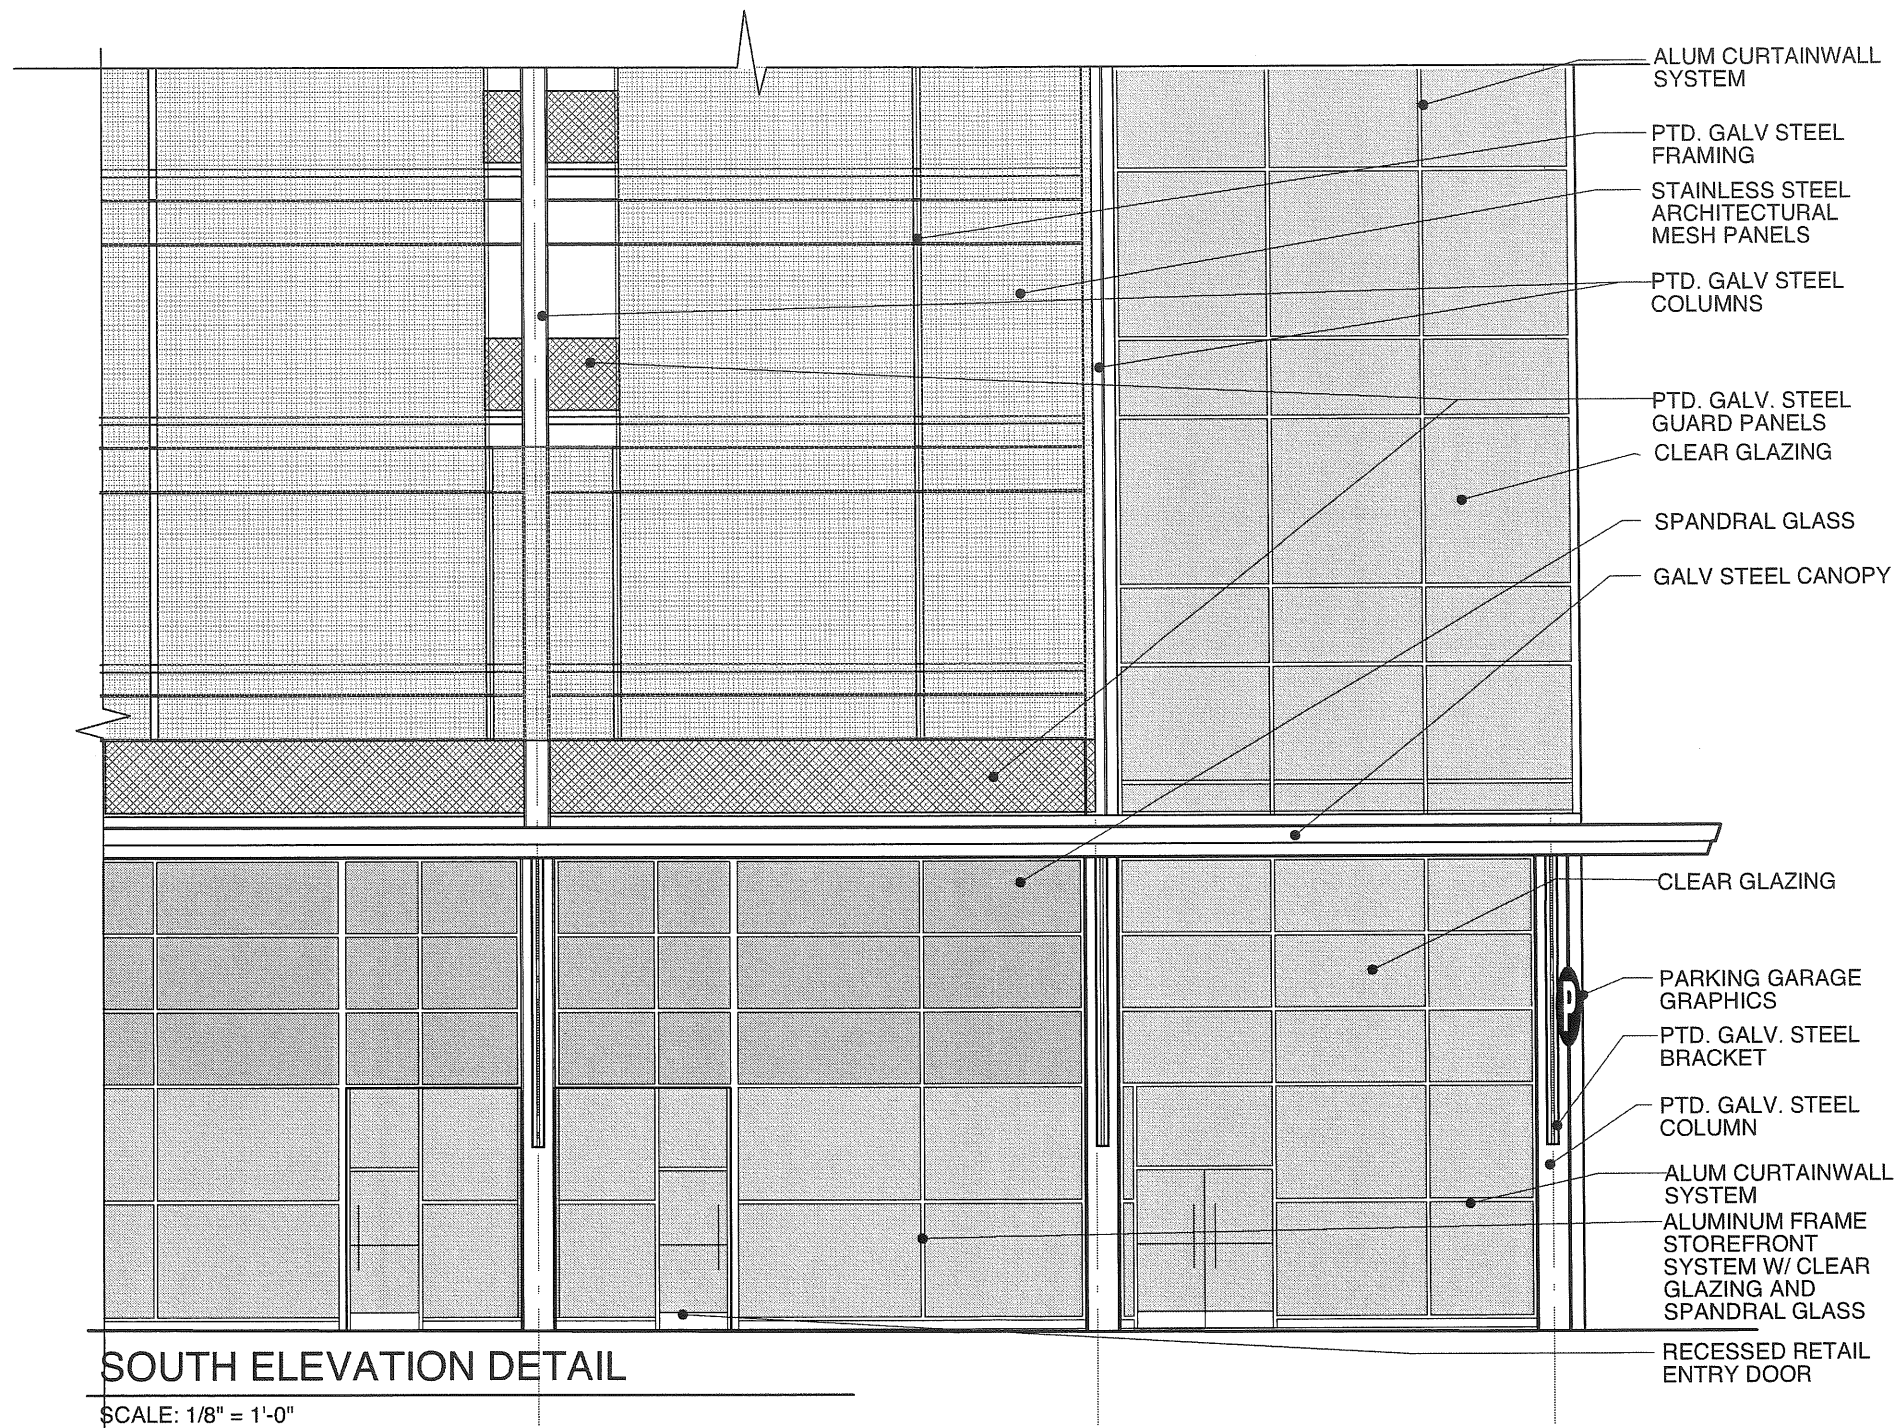 ALUM CURTAINWALL
SYSTEM
PTD. GALV STEEL
FRAMING
STAINLESS STEEL
ARCHITECTURAL
MESH PANELS
PTD. GALV STEEL
COLUMNS
PTD. GALV. STEEL
GUARD PANELS
CLEAR GLAZING
SPANDRAL GLASS
GALV STEEL CANOPY
CLEAR GLAZING
P
PARKING GARAGE
GRAPHICS
PTD. GALV. STEEL
BRACKET
PTD. GALV. STEEL
COLUMN
ALUM CURTAINWALL
SYSTEM
ALUMINUM FRAME
STOREFRONT
SYSTEM W/ CLEAR
GLAZING AND
SPANDRAL GLASS
RECESSED RETAIL
ENTRY DOOR
SOUTH ELEVATION DETAIL
SCALE: 1/8" = 1'-0"